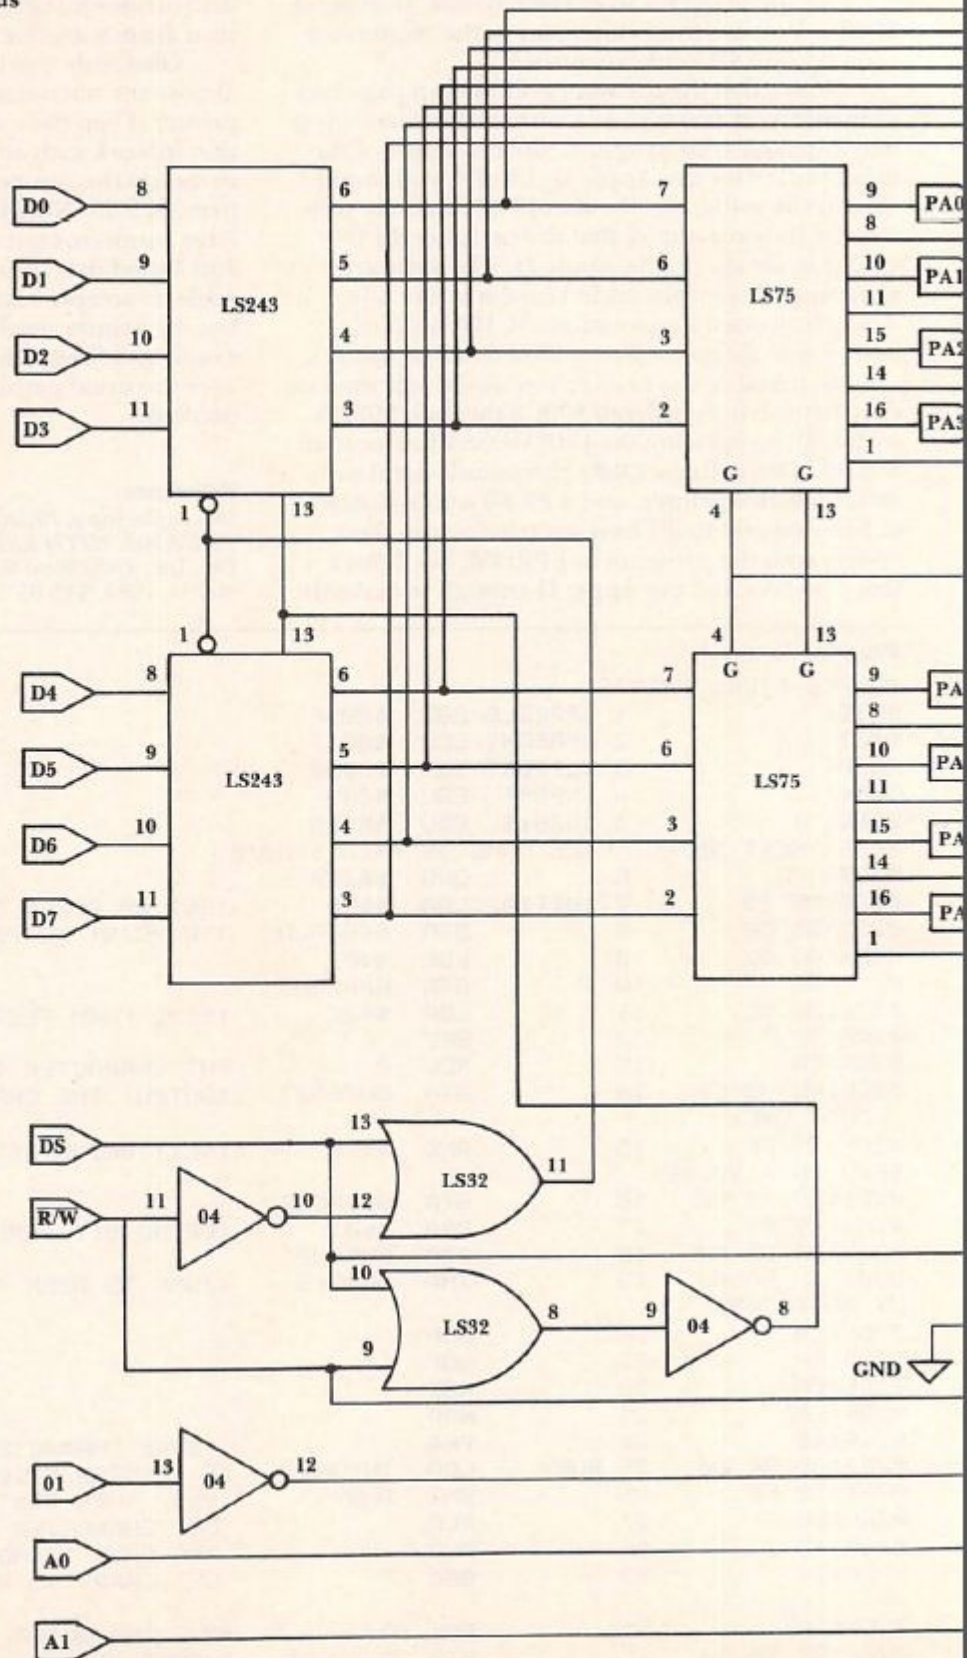 us
D0 8 6 7 9 PA0
8
D1 9 5 6 10 PA1
LS243 LS75
11
D2 10 4 3 15 PA2
14
D3 11 3 2 16 PA3
1
G G
1 13 4 13
1 13 4 13
G G
D4 8 6 7 9 PA
8
D5 9 5 6 10 PA
LS243 LS75
11
D6 10 4 3 15 PA
14
D7 11 3 2 16 PA
1
DS 13
LS32 11
R/W 11 04 10 12
10
LS32 8 9 04 8
9
GND
01 13 04 12
A0
A1